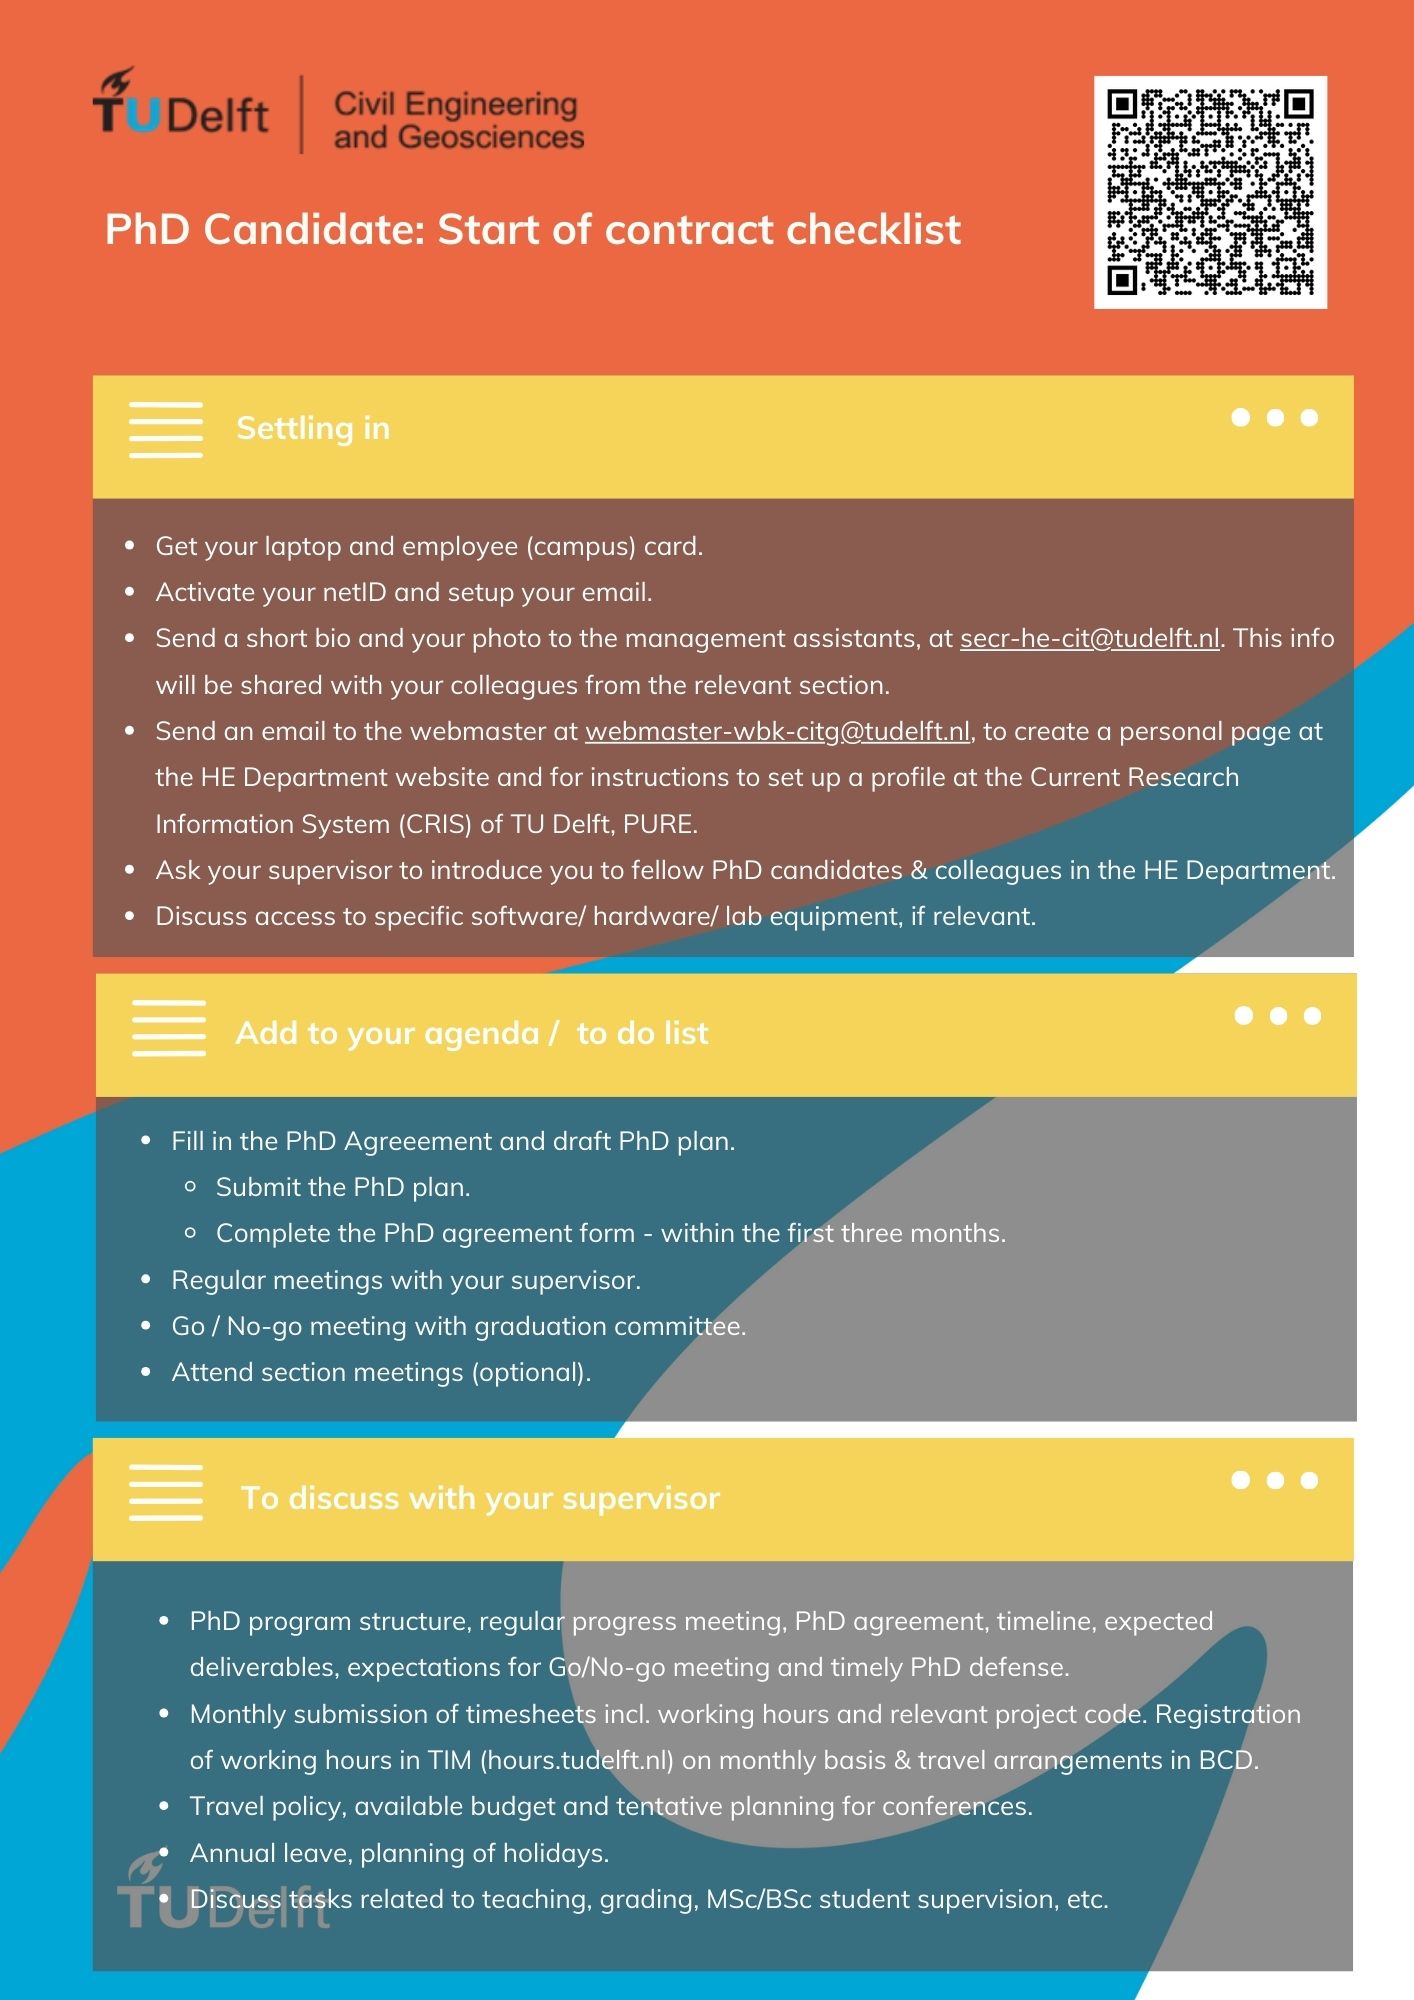 TUDelft
Civil Engineering
and Geosciences
PhD Candidate: Start of contract checklist
Settling in
Get your laptop and employee (campus) card.
Activate your netID and setup your email.
Send a short bio and your photo to the management assistants, at secr-he-cit@tudelft.nl. This info
will be shared with your colleagues from the relevant section.
Send an email to the webmaster at webmaster-wbk-citg@tudelft.nl, to create a personal page at
the HE Department website and for instructions to set up a profile at the Current Research
Information System (CRIS) of TU Delft, PURE.
Ask your supervisor to introduce you to fellow PhD candidates & colleagues in the HE Department.
Discuss access to specific software/ hardware/ lab equipment, if relevant.
Add to your agenda / to do list
Fill in the PhD Agreeement and draft PhD plan.
Submit the PhD plan.
Complete the PhD agreement form - within the first three months.
Regular meetings with your supervisor.
Go / No-go meeting with graduation committee.
Attend section meetings (optional).
To discuss with your supervisor
PhD program structure, regular progress meeting, PhD agreement, timeline, expected
deliverables, expectations for Go/No-go meeting and timely PhD defense.
Monthly submission of timesheets incl. working hours and relevant project code. Registration
of working hours in TIM (hours.tudelft.nl) on monthly basis & travel arrangements in BCD.
Travel policy, available budget and tentative planning for conferences.
Annual leave, planning of holidays.
Discuss tasks related to teaching, grading, MSc/BSc student supervision, etc.
TUDelft